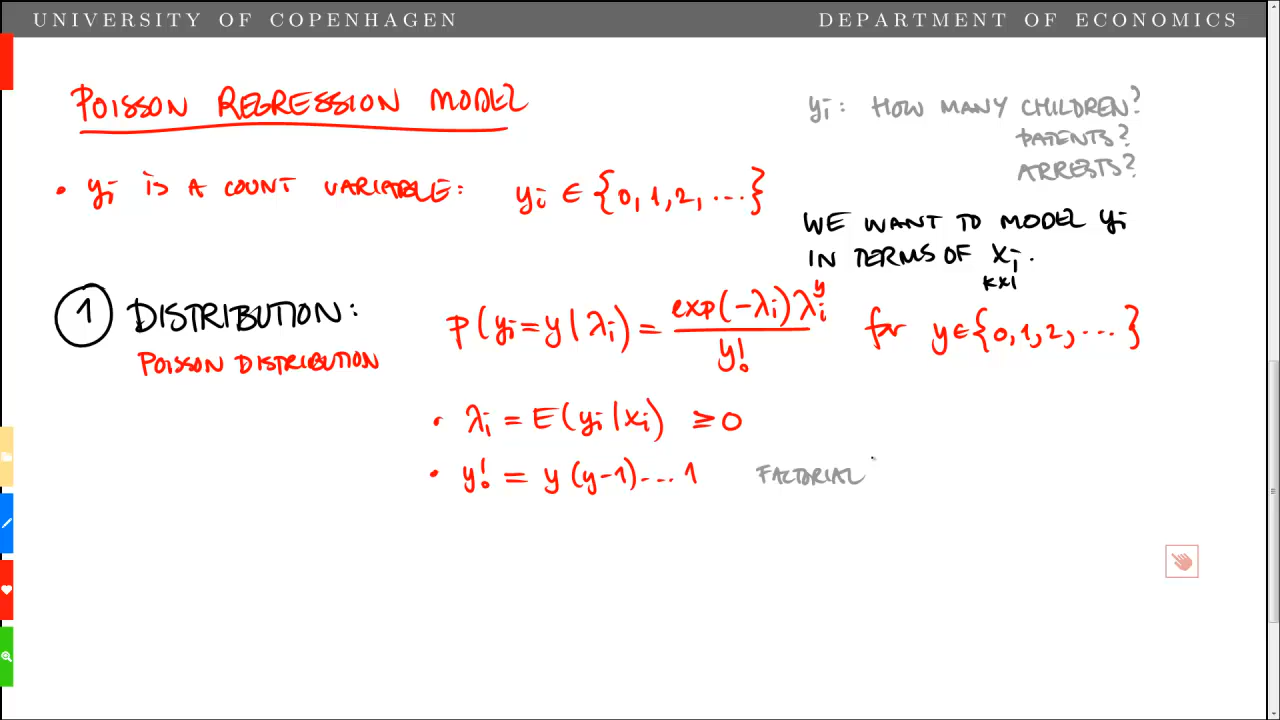 UNIVERSITY OF COPENHAGEN DEPARTMENT OF ECONOMICS
POISSON REGRESSION MODEL
yᵢ: HOW MANY CHILDREN?
PATENTS?
ARRESTS?
• yᵢ IS A COUNT VARIABLE: yᵢ ∈ {0, 1, 2, ...}
WE WANT TO MODEL yᵢ
IN TERMS OF xᵢ.
K×1
① DISTRIBUTION: P(yᵢ = y | λᵢ) = exp(-λᵢ) λᵢ^y / y! for y ∈ {0, 1, 2, ...}
POISSON DISTRIBUTION
• λᵢ = E(yᵢ | xᵢ) ≥ 0
• y! = y (y-1) ... 1 FACTORIAL